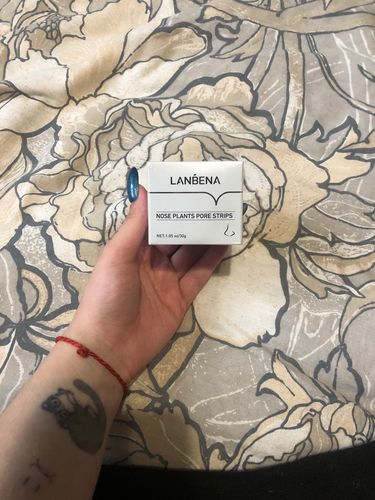 LANBENA
NOSE PLANTS PORE STRIPS
NET.1.05 oz/30g